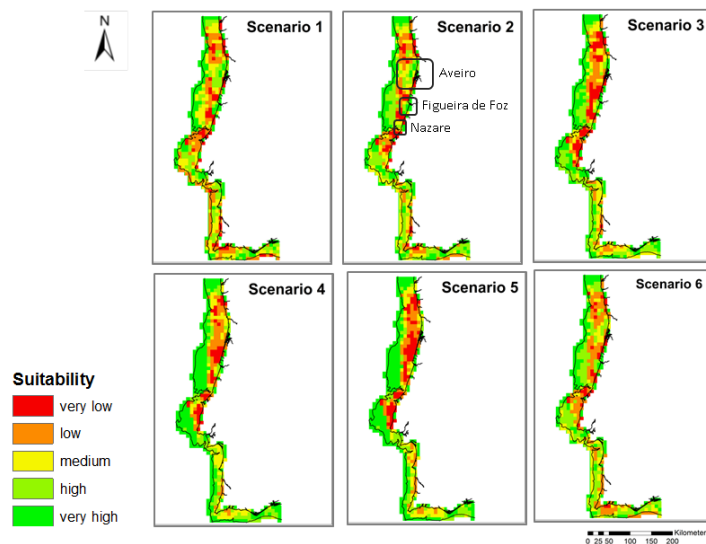 N
Scenario 1
Scenario 2
Scenario 3
Aveiro
Figueira de Foz
Nazare
Scenario 4
Scenario 5
Scenario 6
Suitability
very low
low
medium
high
very high
Kilometer
0 25 50 100 150 200